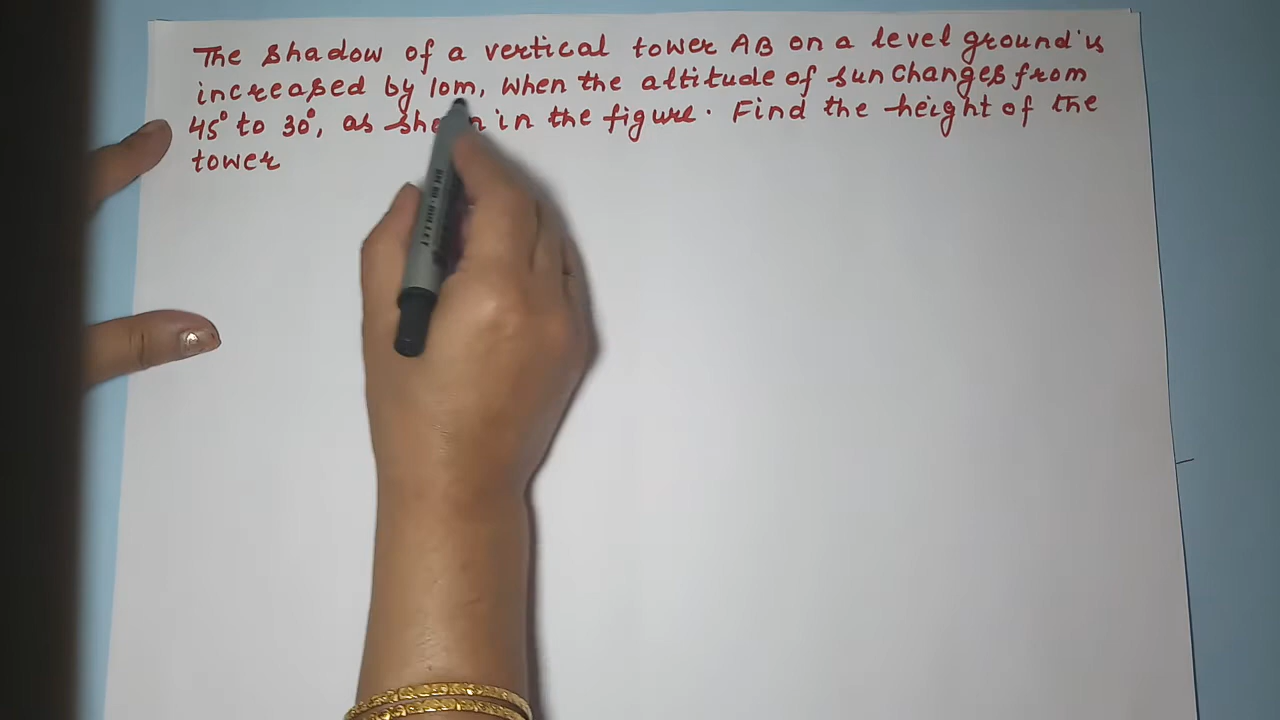 The shadow of a vertical tower AB on a level ground is
increased by 10m, when the altitude of sun changes from
45° to 30°, as shown in the figure. Find the height of the
tower